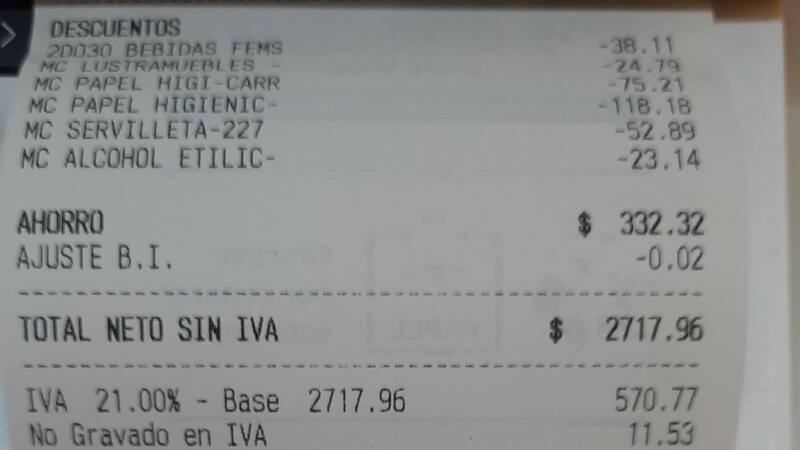 DESCUENTOS
2D030 BEBIDAS FEMS -38.11
MC LUSTRAMUEBLES - -24.79
MC PAPEL HIGI-CARR -75.21
MC PAPEL HIGIENIC- -118.18
MC SERVILLETA-227 -52.89
MC ALCOHOL ETILIC- -23.14
AHORRO $ 332.32
AJUSTE B.I. -0.02
TOTAL NETO SIN IVA $ 2717.96
IVA 21.00% - Base 2717.96 570.77
No Gravado en IVA 11.53